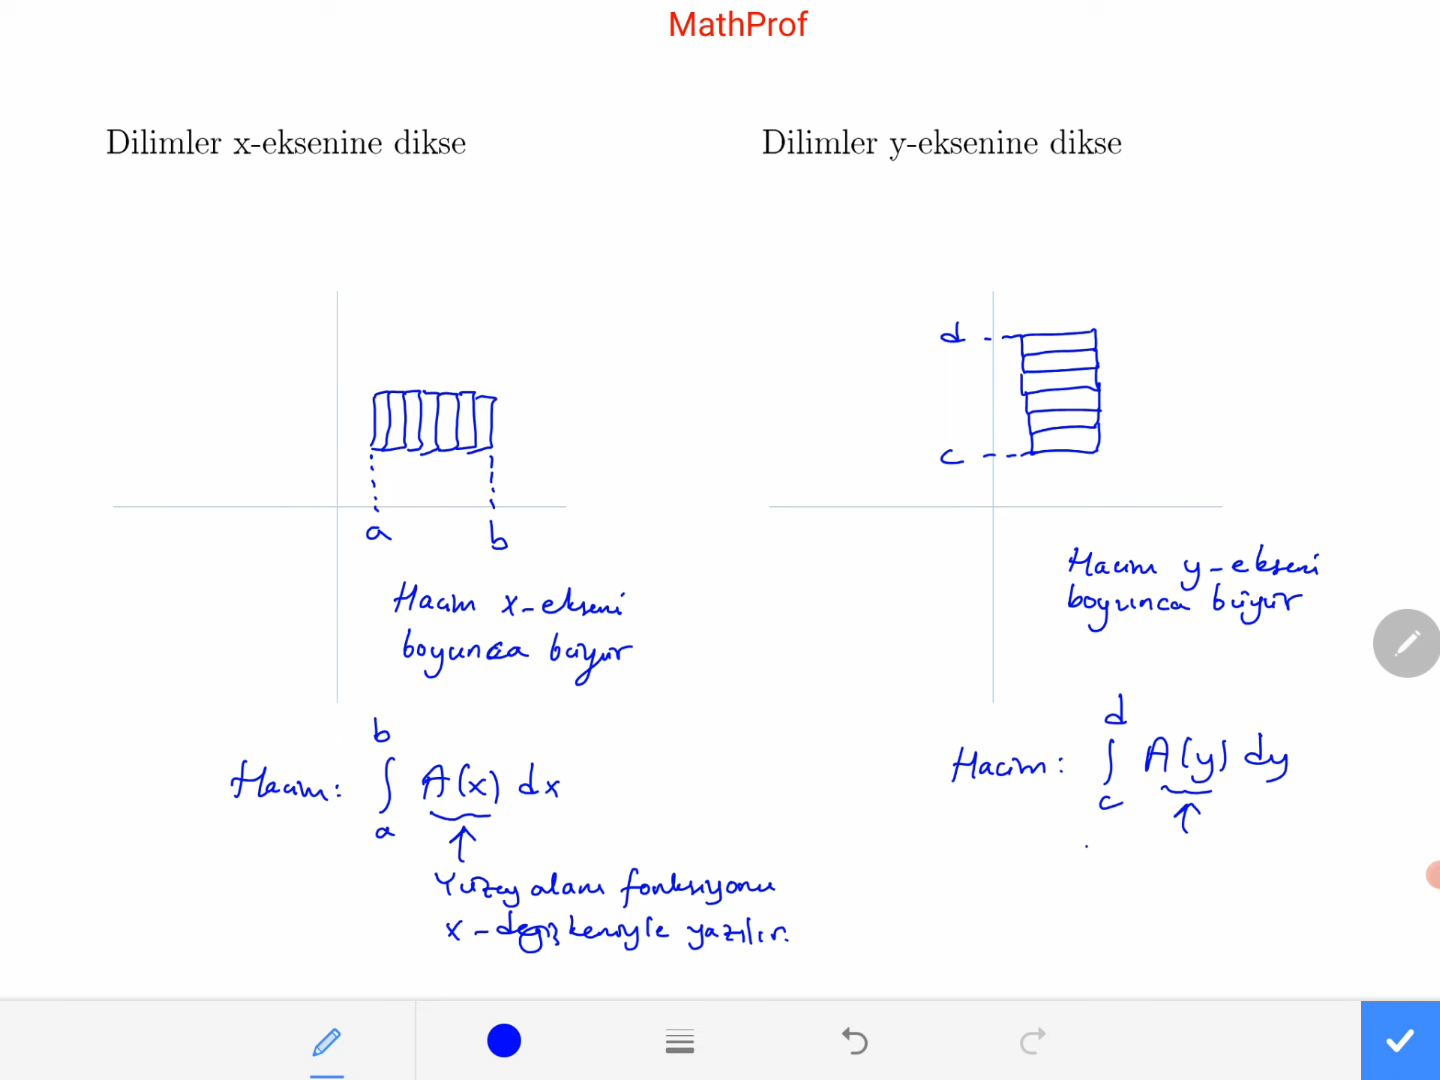 MathProf
Dilimler x-eksenine dikse
a
b
Hacim x-ekseni
boyunca büyür
b
Hacim: ∫ A(x) dx
a
↑
Yüzey alanı fonksiyonu
x-değişkeniyle yazılır.
Dilimler y-eksenine dikse
d
c
Hacim y-ekseni
boyunca büyür
d
Hacim: ∫ A(y) dy
c
↑